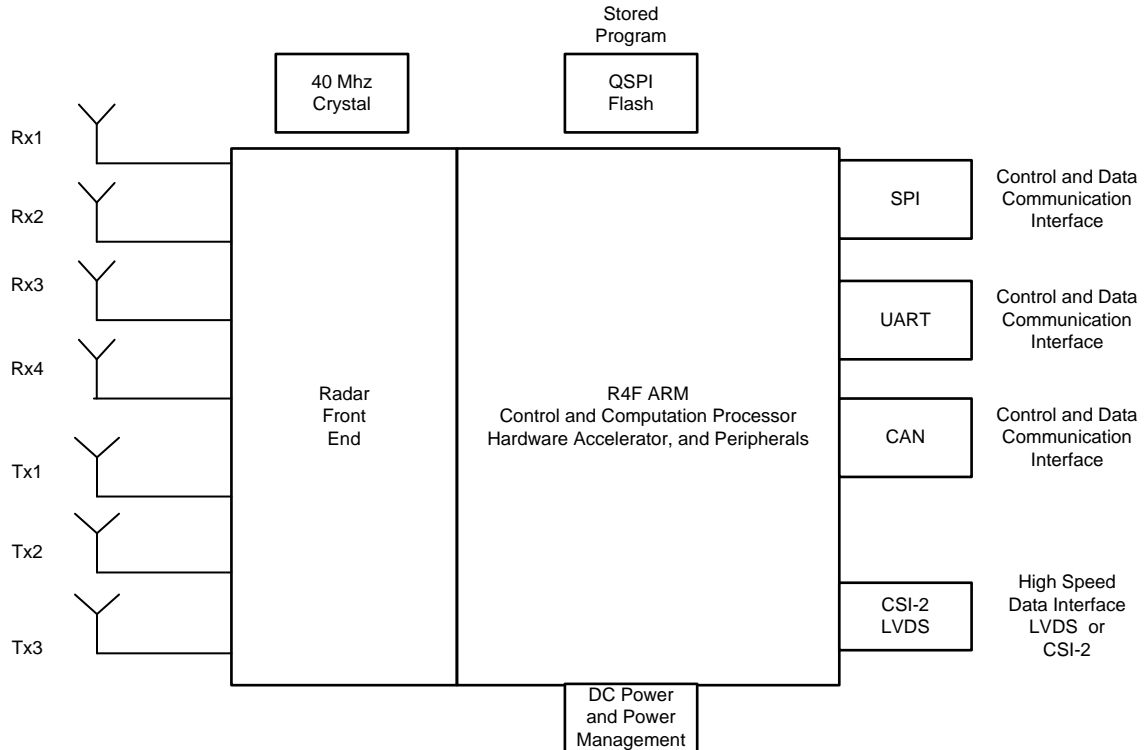 Stored
Program
40 Mhz
Crystal
QSPI
Flash
Rx1
Rx2
Rx3
Rx4
Tx1
Tx2
Tx3
Radar
Front
End
R4F ARM
Control and Computation Processor
Hardware Accelerator, and Peripherals
SPI
Control and Data
Communication
Interface
UART
Control and Data
Communication
Interface
CAN
Control and Data
Communication
Interface
CSI-2
LVDS
High Speed
Data Interface
LVDS or
CSI-2
DC Power
and Power
Management